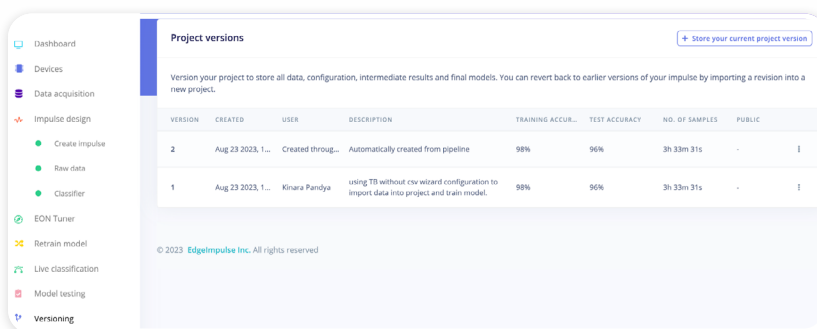 Dashboard
Devices
Data acquisition
Impulse design
Create impulse
Raw data
Classifier
EON Tuner
Retrain model
Live classification
Model testing
Versioning
Project versions
+ Store your current project version
Version your project to store all data, configuration, intermediate results and final models. You can revert back to earlier versions of your impulse by importing a revision into a
new project.
VERSION CREATED USER DESCRIPTION TRAINING ACCUR... TEST ACCURACY NO. OF SAMPLES PUBLIC
2 Aug 23 2023, 1... Created throug... Automatically created from pipeline 98% 96% 3h 33m 31s -
1 Aug 23 2023, 1... Kinara Pandya using TB without csv wizard configuration to
import data into project and train model. 98% 96% 3h 33m 31s -
© 2023 EdgeImpulse Inc. All rights reserved